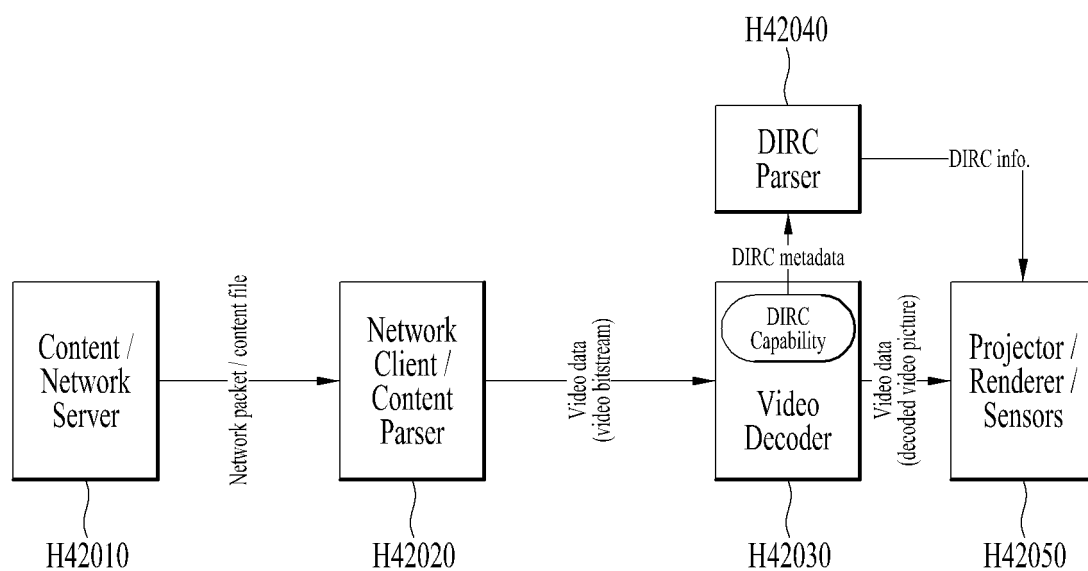 H42040
DIRC
Parser
DIRC info.
DIRC metadata
Content /
Network
Server
Network packet / content file
Network
Client /
Content
Parser
Video data
(video bitstream)
DIRC
Capability
Video
Decoder
Video data
(decoded video picture)
Projector /
Renderer /
Sensors
H42010
H42020
H42030
H42050